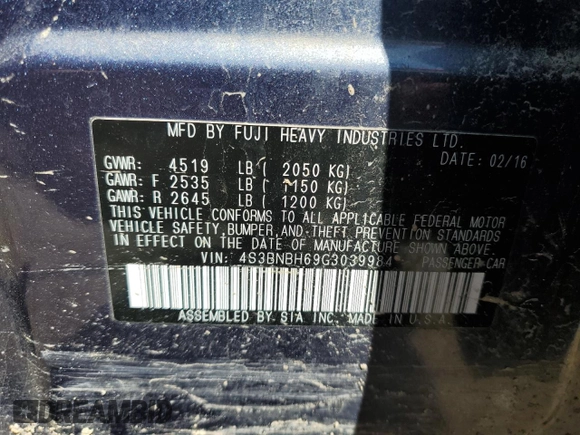 MFD BY FUJI HEAVY INDUSTRIES LTD.
DATE: 02/16
GVWR: 4519 LB ( 2050 KG)
GAWR: F 2535 LB ( 1150 KG)
GAWR: R 2645 LB ( 1200 KG)
THIS VEHICLE CONFORMS TO ALL APPLICABLE FEDERAL MOTOR
VEHICLE SAFETY, BUMPER, AND THEFT PREVENTION STANDARDS
IN EFFECT ON THE DATE OF MANUFACTURE SHOWN ABOVE
VIN: 4S3BNBH69G3039984 PASSENGER CAR
ASSEMBLED BY SIA INC. MADE IN U.S.A
DREAMBID